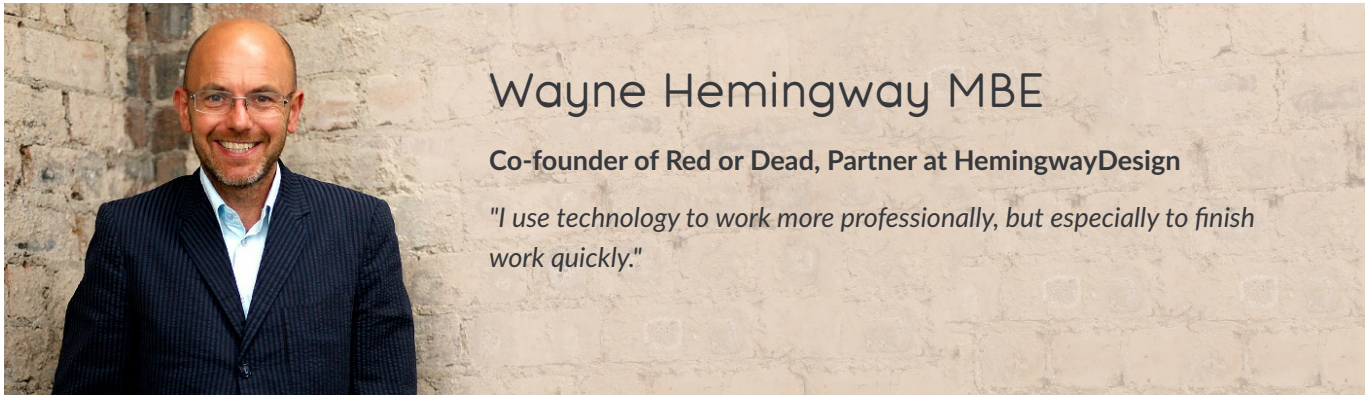 Wayne Hemingway MBE
Co-founder of Red or Dead, Partner at HemingwayDesign
"I use technology to work more professionally, but especially to finish
work quickly."